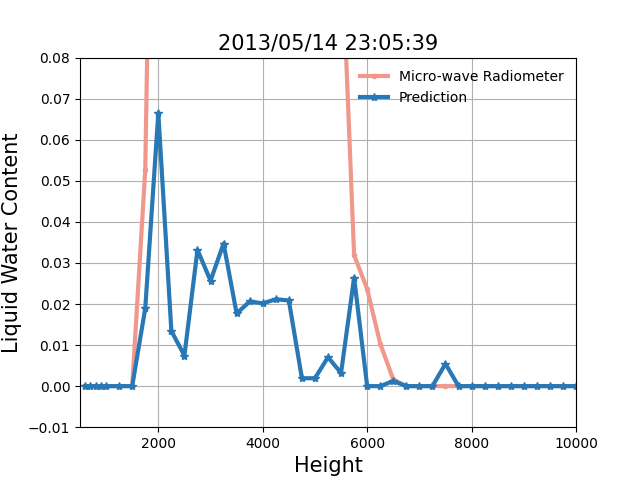 2013/05/14 23:05:39
Micro-wave Radiometer
Prediction
Liquid Water Content
0.08
0.07
0.06
0.05
0.04
0.03
0.02
0.01
0.00
−0.01
2000 4000 6000 8000 10000
Height